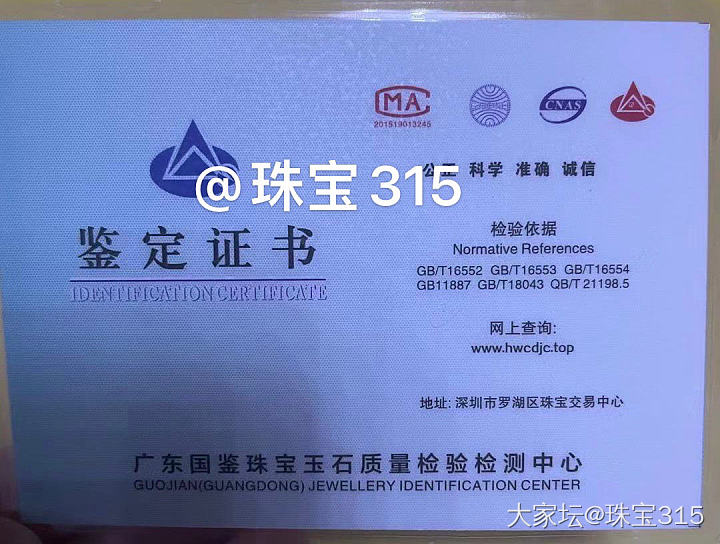 CMA
CNAS
201519013245
公正 科学 准确 诚信
@珠宝315
鉴定证书
IDENTIFICATION CERTIFICATE
检验依据
Normative References
GB/T16552 GB/T16553 GB/T16554
GB11887 GB/T18043 QB/T 21198.5
网上查询:
www.hwcdjc.top
地址: 深圳市罗湖区珠宝交易中心
广东国鉴珠宝玉石质量检验检测中心
GUOJIAN(GUANGDONG) JEWELLERY IDENTIFICATION CENTER
大家坛@珠宝315